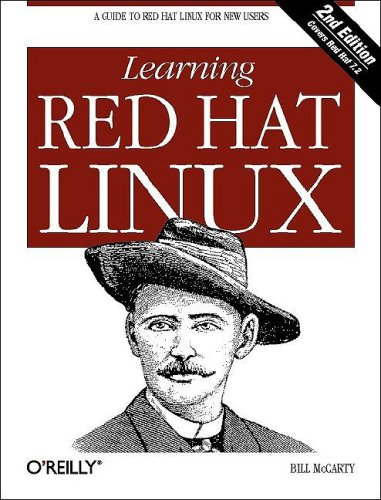 A GUIDE TO RED HAT LINUX FOR NEW USERS
2nd Edition
Covers Red Hat 7.2
Learning
RED HAT
LINUX
O'REILLY®
BILL McCARTY